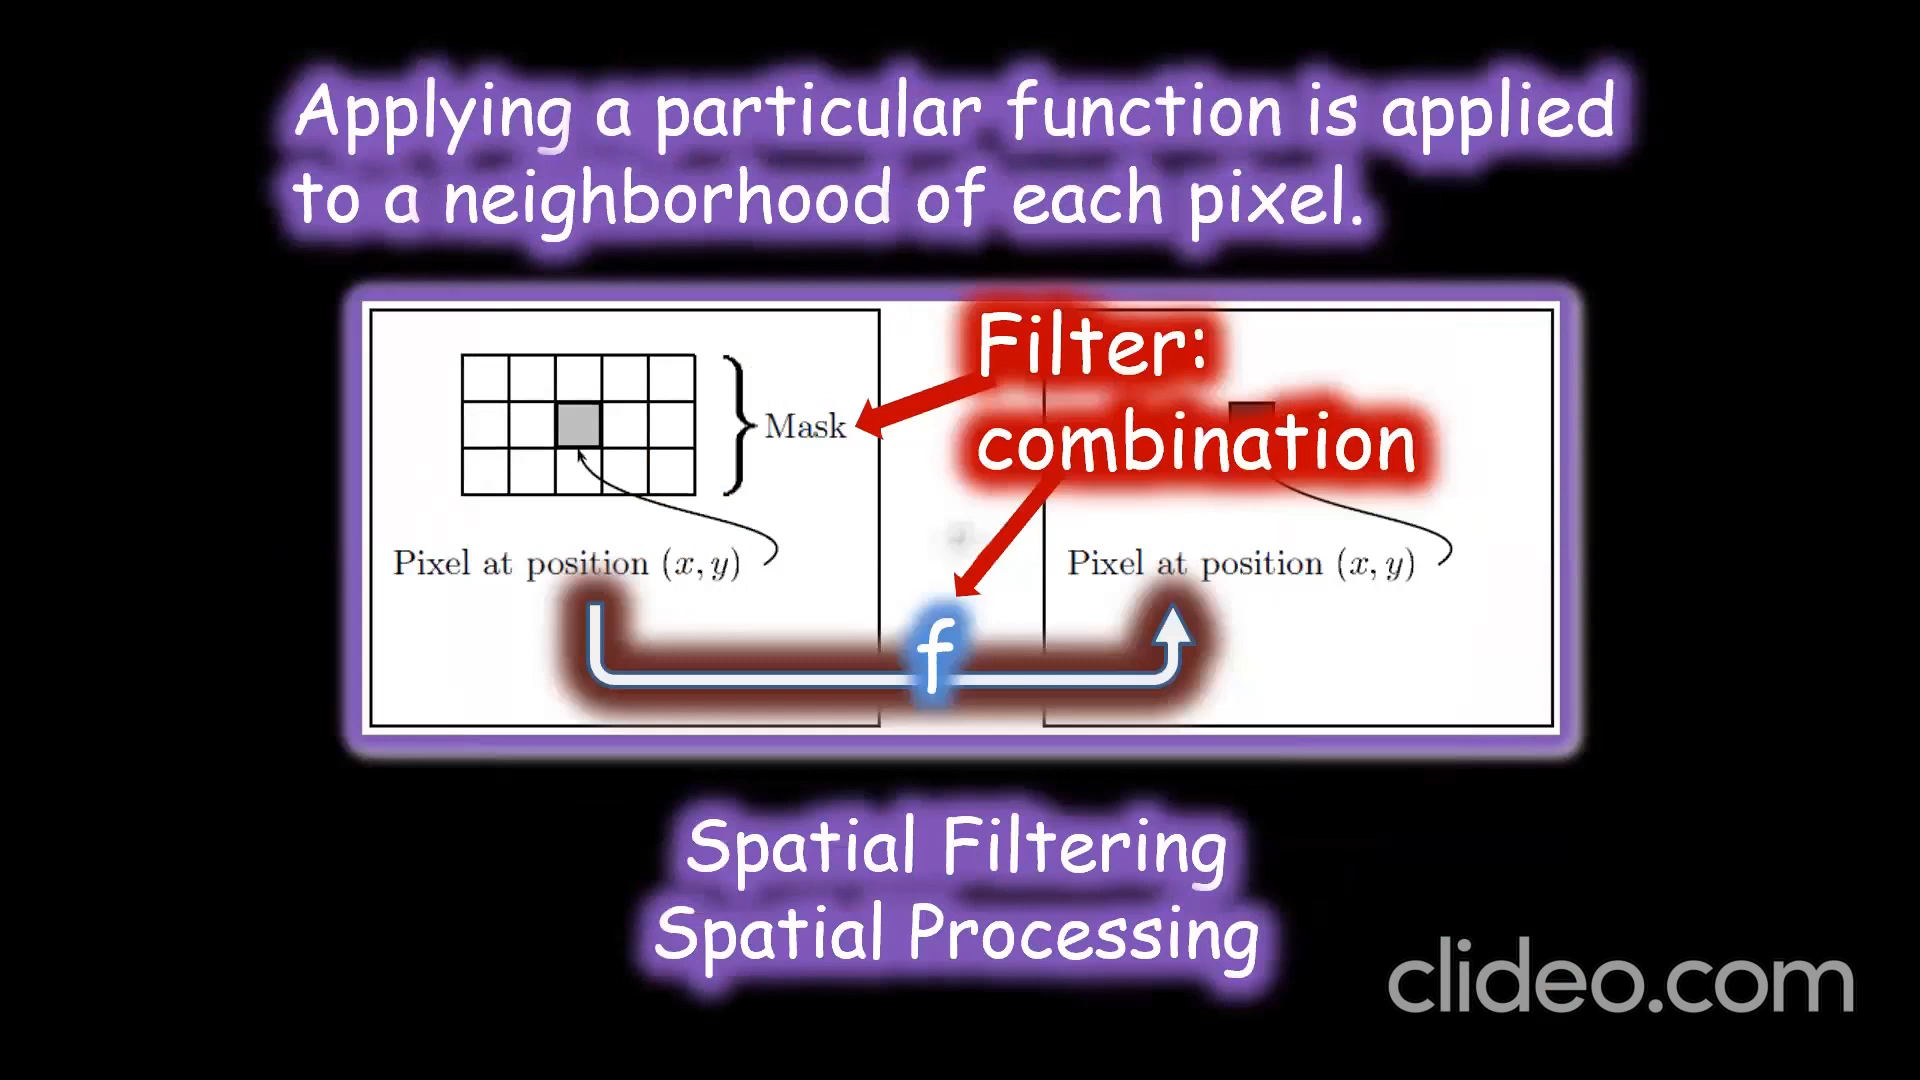 Applying a particular function is applied
to a neighborhood of each pixel.
Filter:
combination
Mask
Pixel at position (x, y)
Pixel at position (x, y)
f
Spatial Filtering
Spatial Processing
clideo.com